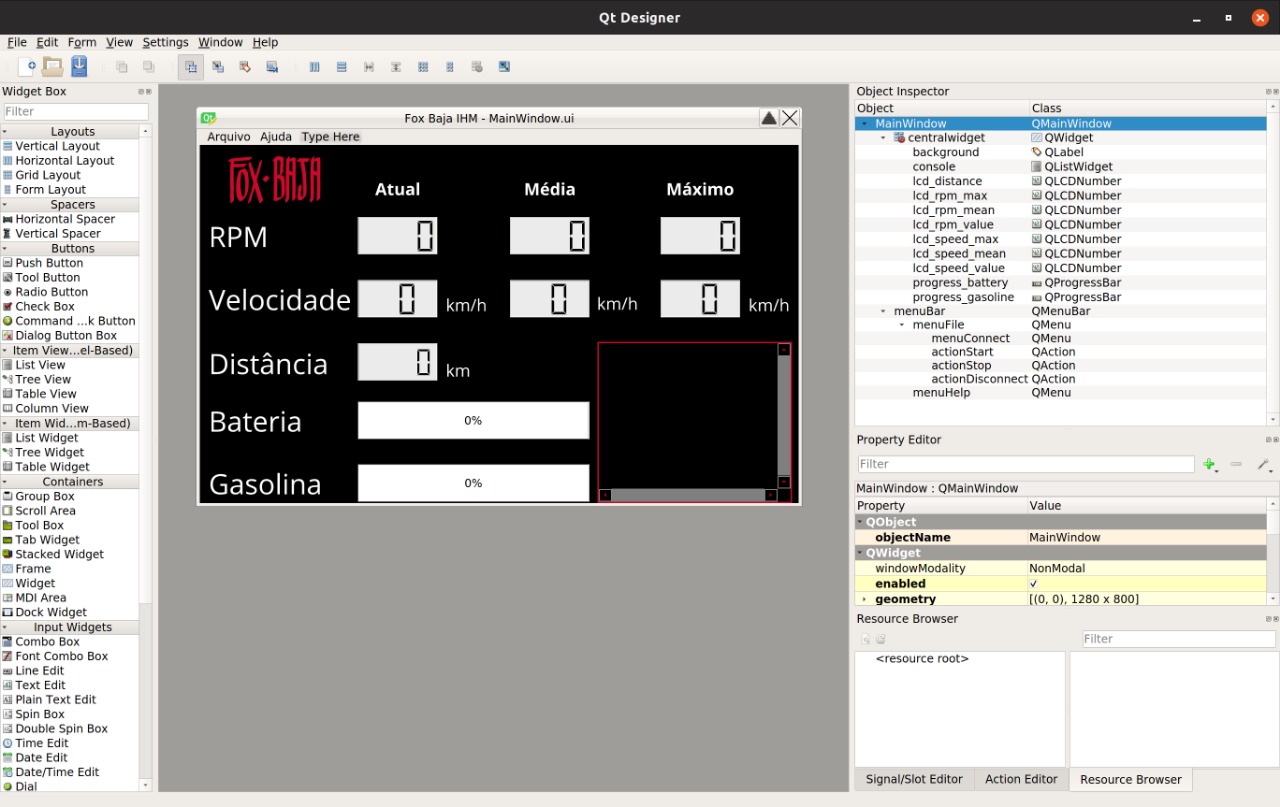 Qt Designer
File Edit Form View Settings Window Help
Widget Box
Filter
Layouts
Vertical Layout
Horizontal Layout
Grid Layout
Form Layout
Spacers
Horizontal Spacer
Vertical Spacer
Buttons
Push Button
Tool Button
Radio Button
Check Box
Command ...k Button
Dialog Button Box
Item View...el-Based)
List View
Tree View
Table View
Column View
Item Wid...m-Based)
List Widget
Tree Widget
Table Widget
Containers
Group Box
Scroll Area
Tool Box
Tab Widget
Stacked Widget
Frame
Widget
MDI Area
Dock Widget
Input Widgets
Combo Box
Font Combo Box
Line Edit
Text Edit
Plain Text Edit
Spin Box
Double Spin Box
Time Edit
Date Edit
Date/Time Edit
Dial
Fox Baja IHM - MainWindow.ui
Arquivo Ajuda Type Here
FOX-BAJA
Atual Média Máximo
RPM 0 0 0
Velocidade 0 km/h 0 km/h 0 km/h
Distância 0 km
Bateria 0%
Gasolina 0%
Object Inspector
Object Class
MainWindow QMainWindow
centralwidget QWidget
background QLabel
console QListWidget
lcd_distance QLCDNumber
lcd_rpm_max QLCDNumber
lcd_rpm_mean QLCDNumber
lcd_rpm_value QLCDNumber
lcd_speed_max QLCDNumber
lcd_speed_mean QLCDNumber
lcd_speed_value QLCDNumber
progress_battery QProgressBar
progress_gasoline QProgressBar
menuBar QMenuBar
menuFile QMenu
menuConnect QMenu
actionStart QAction
actionStop QAction
actionDisconnect QAction
menuHelp QMenu
Property Editor
Filter
MainWindow : QMainWindow
Property Value
QObject
objectName MainWindow
QWidget
windowModality NonModal
enabled
geometry [(0, 0), 1280 x 800]
Resource Browser
Filter
<resource root>
Signal/Slot Editor Action Editor Resource Browser